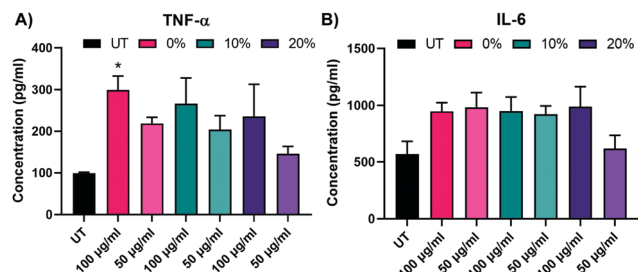 A)
TNF-α
UT 0% 10% 20%
Concentration (pg/ml)
400
300
200
100
0
*
UT
100 µg/ml
50 µg/ml
100 µg/ml
50 µg/ml
100 µg/ml
50 µg/ml
B)
IL-6
UT 0% 10% 20%
Concentration (pg/ml)
1500
1000
500
0
UT
100 µg/ml
50 µg/ml
100 µg/ml
50 µg/ml
100 µg/ml
50 µg/ml